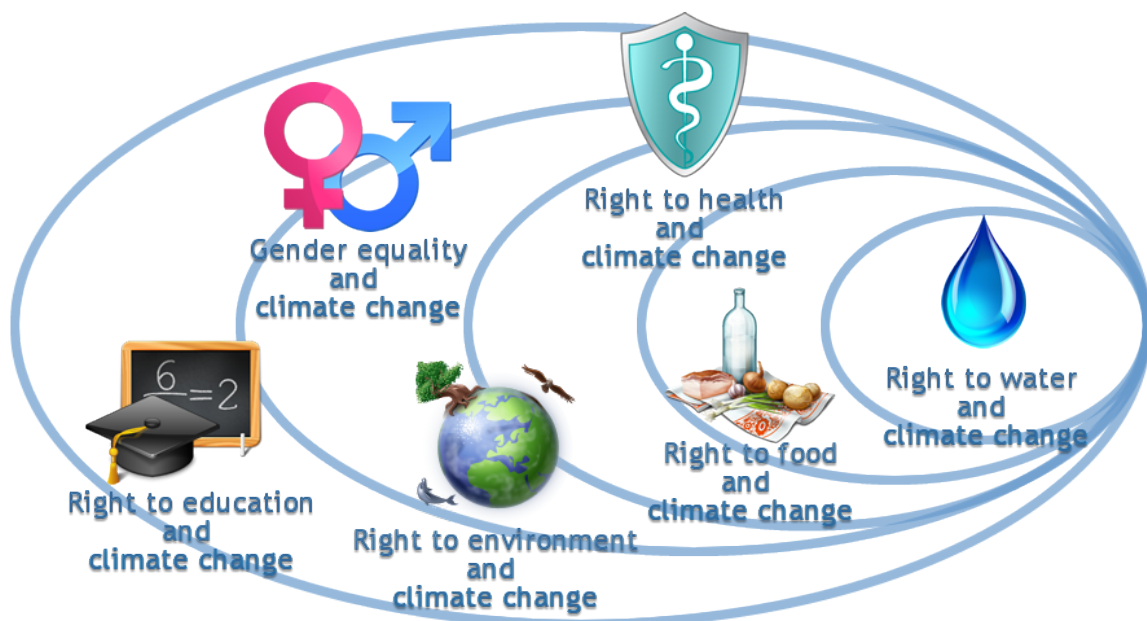 Right to health
and
climate change
Gender equality
and
climate change
6
=2
Right to water
and
climate change
Right to food
and
climate change
Right to education
and
climate change
Right to environment
and
climate change